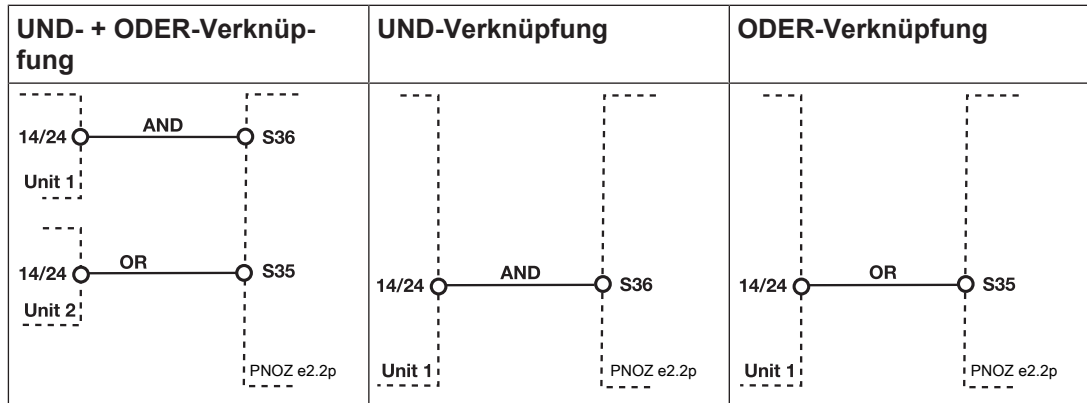 UND- + ODER-Verknüp-
fung
UND-Verknüpfung
ODER-Verknüpfung
14/24
AND
S36
Unit 1
14/24
OR
S35
Unit 2
PNOZ e2.2p
14/24
AND
S36
Unit 1
PNOZ e2.2p
14/24
OR
S35
Unit 1
PNOZ e2.2p